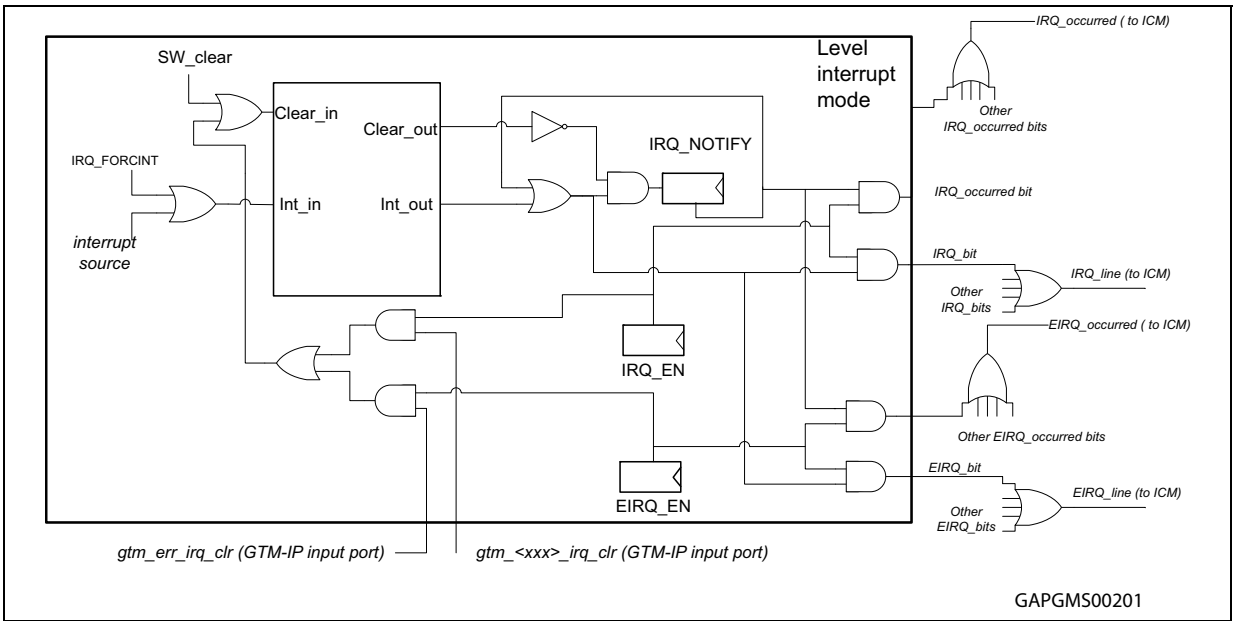 IRQ_occurred ( to ICM)
Level
interrupt
mode
SW_clear
Other
IRQ_occurred bits
Clear_in
Clear_out
IRQ_NOTIFY
IRQ_FORCINT
IRQ_occurred bit
Int_in
Int_out
interrupt
source
IRQ_bit
IRQ_line (to ICM)
Other
IRQ_bits
EIRQ_occurred ( to ICM)
IRQ_EN
Other EIRQ_occurred bits
EIRQ_bit
EIRQ_line (to ICM)
EIRQ_EN
Other
EIRQ_bits
gtm_err_irq_clr (GTM-IP input port)
gtm_<xxx>_irq_clr (GTM-IP input port)
GAPGMS00201